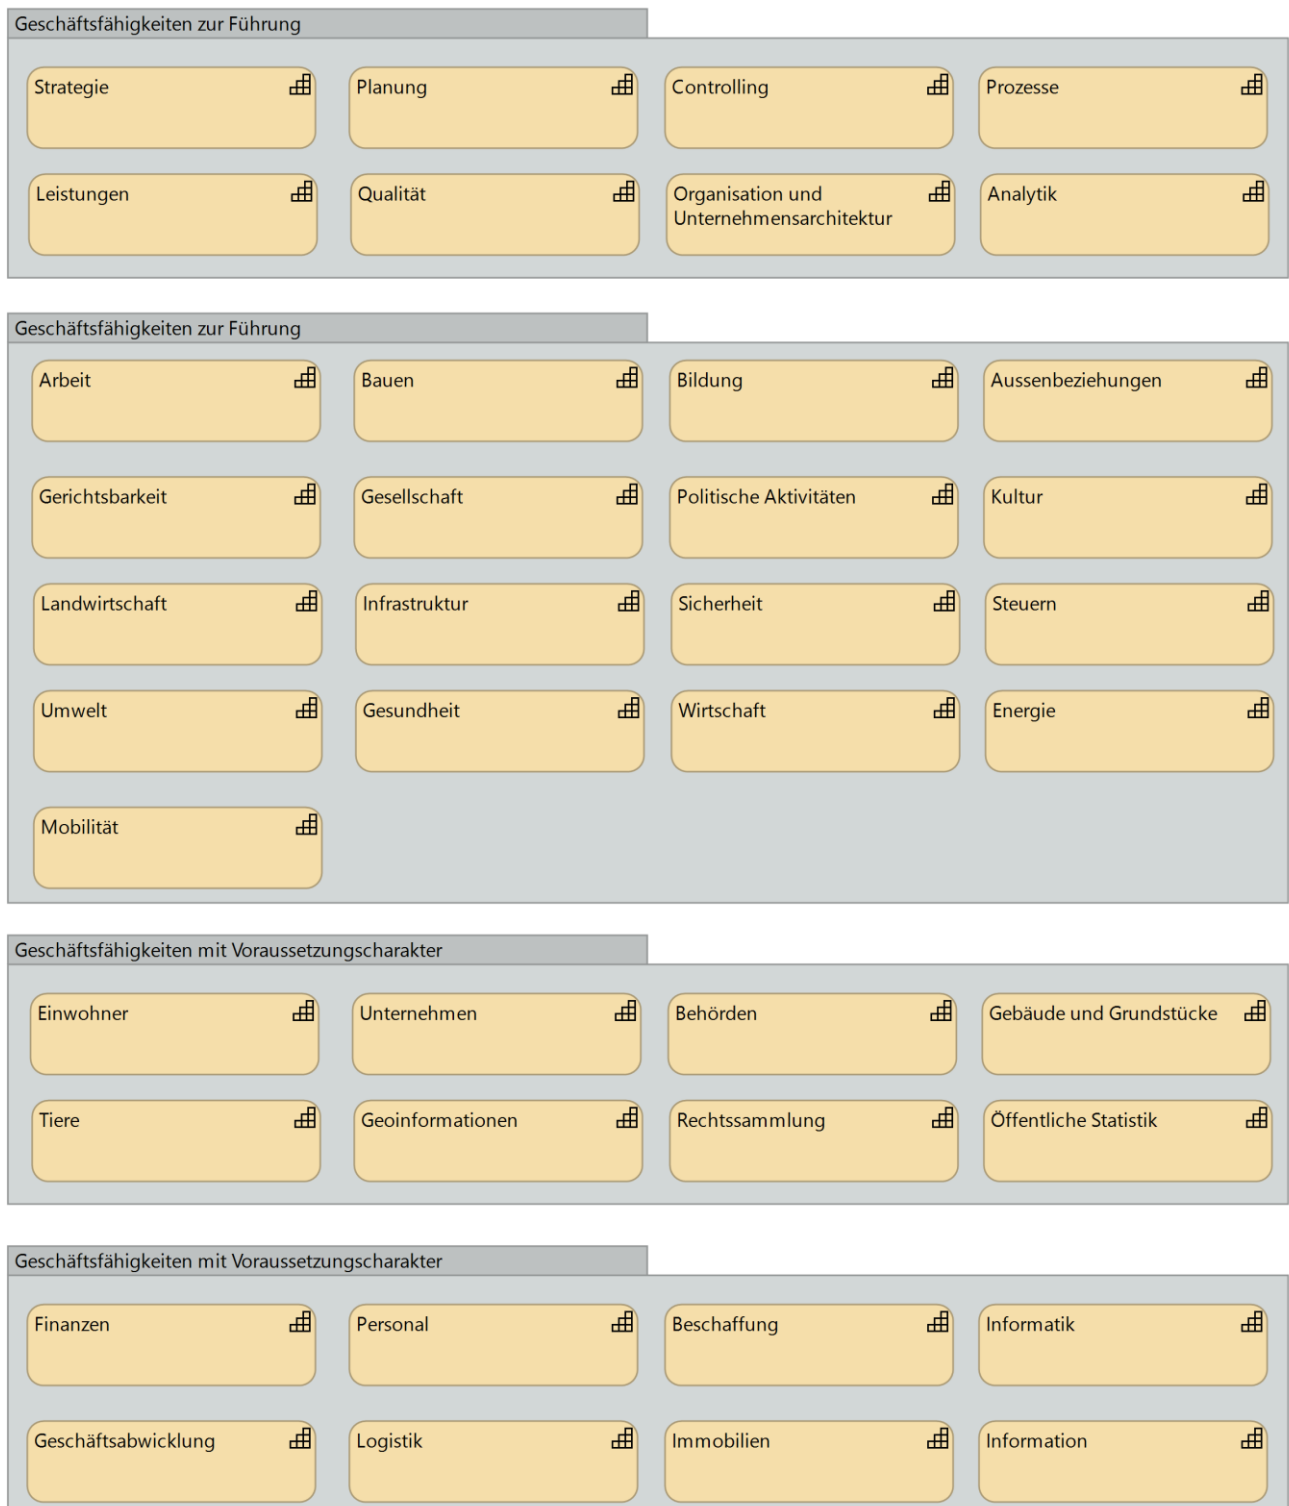 Geschäftsfähigkeiten zur Führung
Strategie
Planung
Controlling
Prozesse
Leistungen
Qualität
Organisation und
Unternehmensarchitektur
Analytik
Geschäftsfähigkeiten zur Führung
Arbeit
Bauen
Bildung
Aussenbeziehungen
Gerichtsbarkeit
Gesellschaft
Politische Aktivitäten
Kultur
Landwirtschaft
Infrastruktur
Sicherheit
Steuern
Umwelt
Gesundheit
Wirtschaft
Energie
Mobilität
Geschäftsfähigkeiten mit Voraussetzungscharakter
Einwohner
Unternehmen
Behörden
Gebäude und Grundstücke
Tiere
Geoinformationen
Rechtssammlung
Öffentliche Statistik
Geschäftsfähigkeiten mit Voraussetzungscharakter
Finanzen
Personal
Beschaffung
Informatik
Geschäftsabwicklung
Logistik
Immobilien
Information